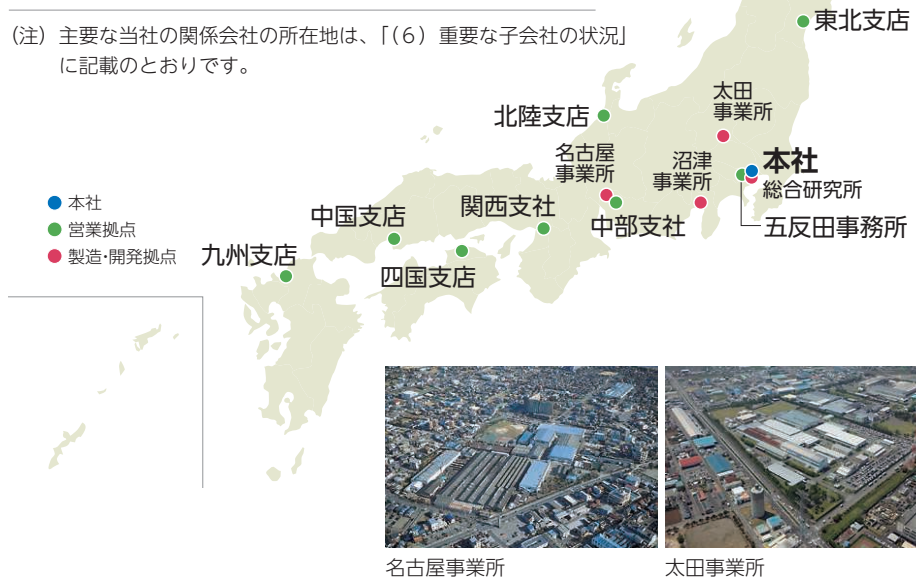 (注) 主要な当社の関係会社の所在地は、「(6) 重要な子会社の状況」
に記載のとおりです。
東北支店
太田
事業所
北陸支店
名古屋
事業所
沼津
事業所
本社
総合研究所
五反田事務所
本社
営業拠点
製造・開発拠点
中国支店
関西支社
中部支社
九州支店
四国支店
名古屋事業所
太田事業所